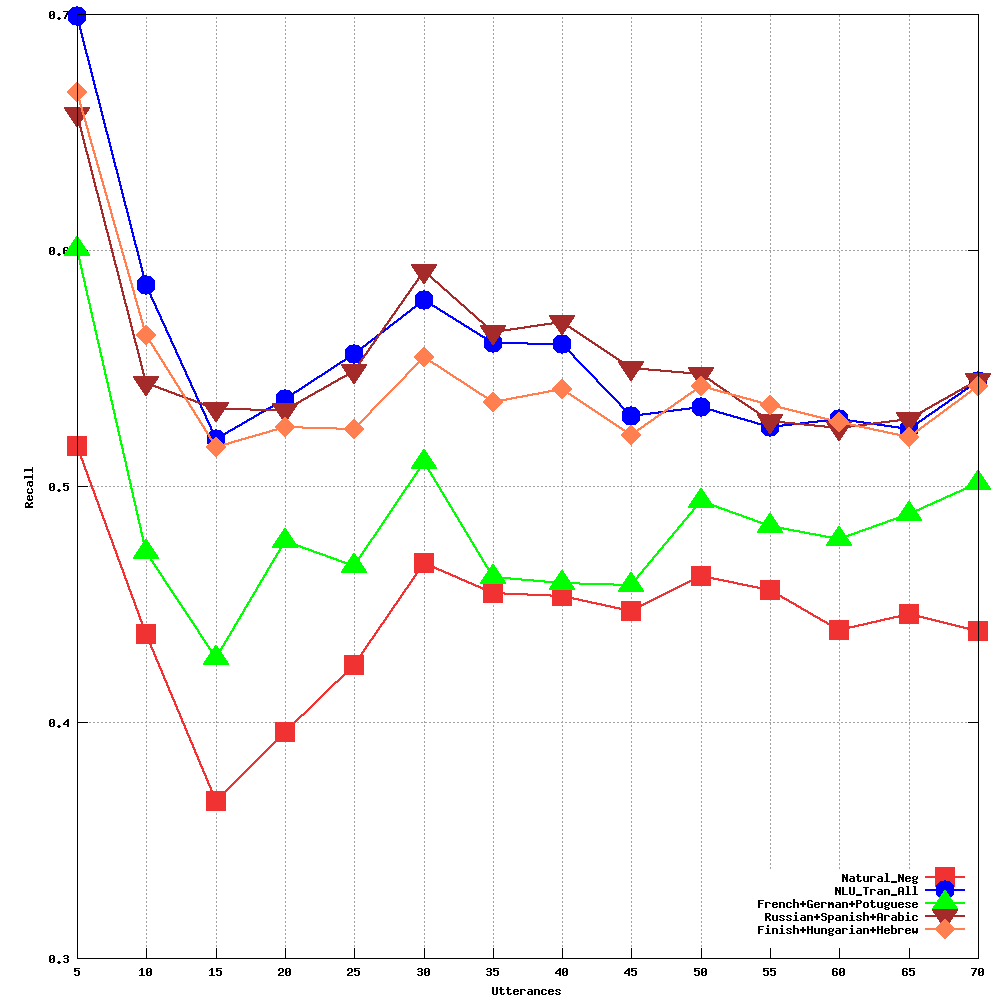 0.7
0.6
Recall
0.5
0.4
Natural_Neg
NLU_Tran_All
French+German+Potuguese
Russian+Spanish+Arabic
Finish+Hungarian+Hebrew
0.3
5 10 15 20 25 30 35 40 45 50 55 60 65 70
Utterances